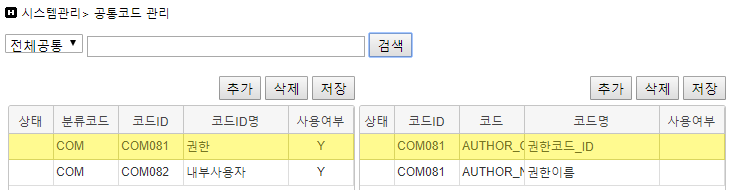 H 시스템관리> 공통코드 관리
전체공통 ▼ 검색
추가 삭제 저장 추가 삭제 저장
상태 분류코드 코드ID 코드ID명 사용여부 상태 코드ID 코드 코드명 사용여부
COM COM081 권한 Y COM081 AUTHOR_ 권한코드_ID
COM COM082 내부사용자 Y COM081 AUTHOR_ 권한이름